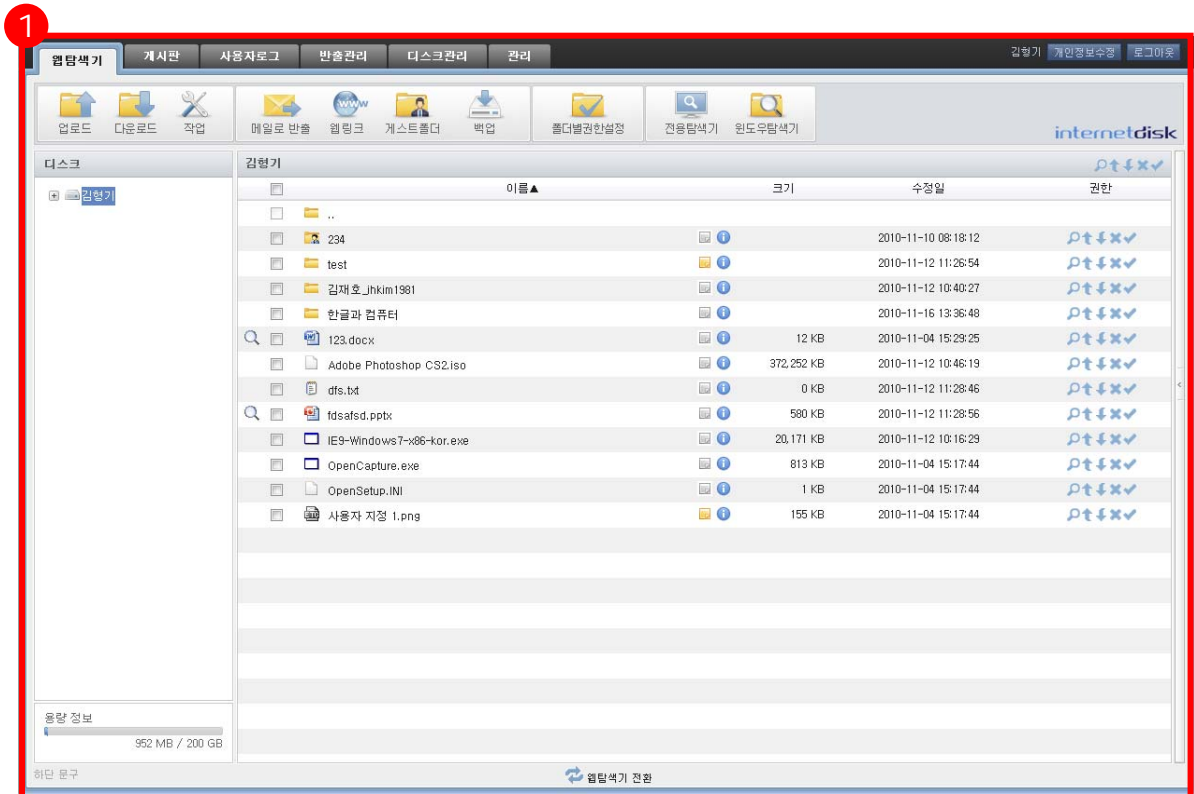 1
웹탐색기 게시판 사용자로그 반출관리 디스크관리 관리 김형기 개인정보수정 로그아웃
업로드 다운로드 작업 메일로 반출 웹링크 게스트폴더 백업 폴더별권한설정 전용탐색기 윈도우탐색기
internetdisk
디스크 김형기
김형기
이름▲ 크기 수정일 권한
..
234 2010-11-10 08:18:12
test 2010-11-12 11:26:54
김재호_jhkim1981 2010-11-12 10:40:27
한글과 컴퓨터 2010-11-16 13:36:48
123.docx 12 KB 2010-11-04 15:29:25
Adobe Photoshop CS2.iso 372,252 KB 2010-11-12 10:46:19
dfs.txt 0 KB 2010-11-12 11:28:46
fdsafsd.pptx 580 KB 2010-11-12 11:28:56
IE9-Windows7-x86-kor.exe 20,171 KB 2010-11-12 10:16:29
OpenCapture.exe 813 KB 2010-11-04 15:17:44
OpenSetup.INI 1 KB 2010-11-04 15:17:44
사용자 지정 1.png 155 KB 2010-11-04 15:17:44
용량 정보
952 MB / 200 GB
하단 문구 웹탐색기 전환